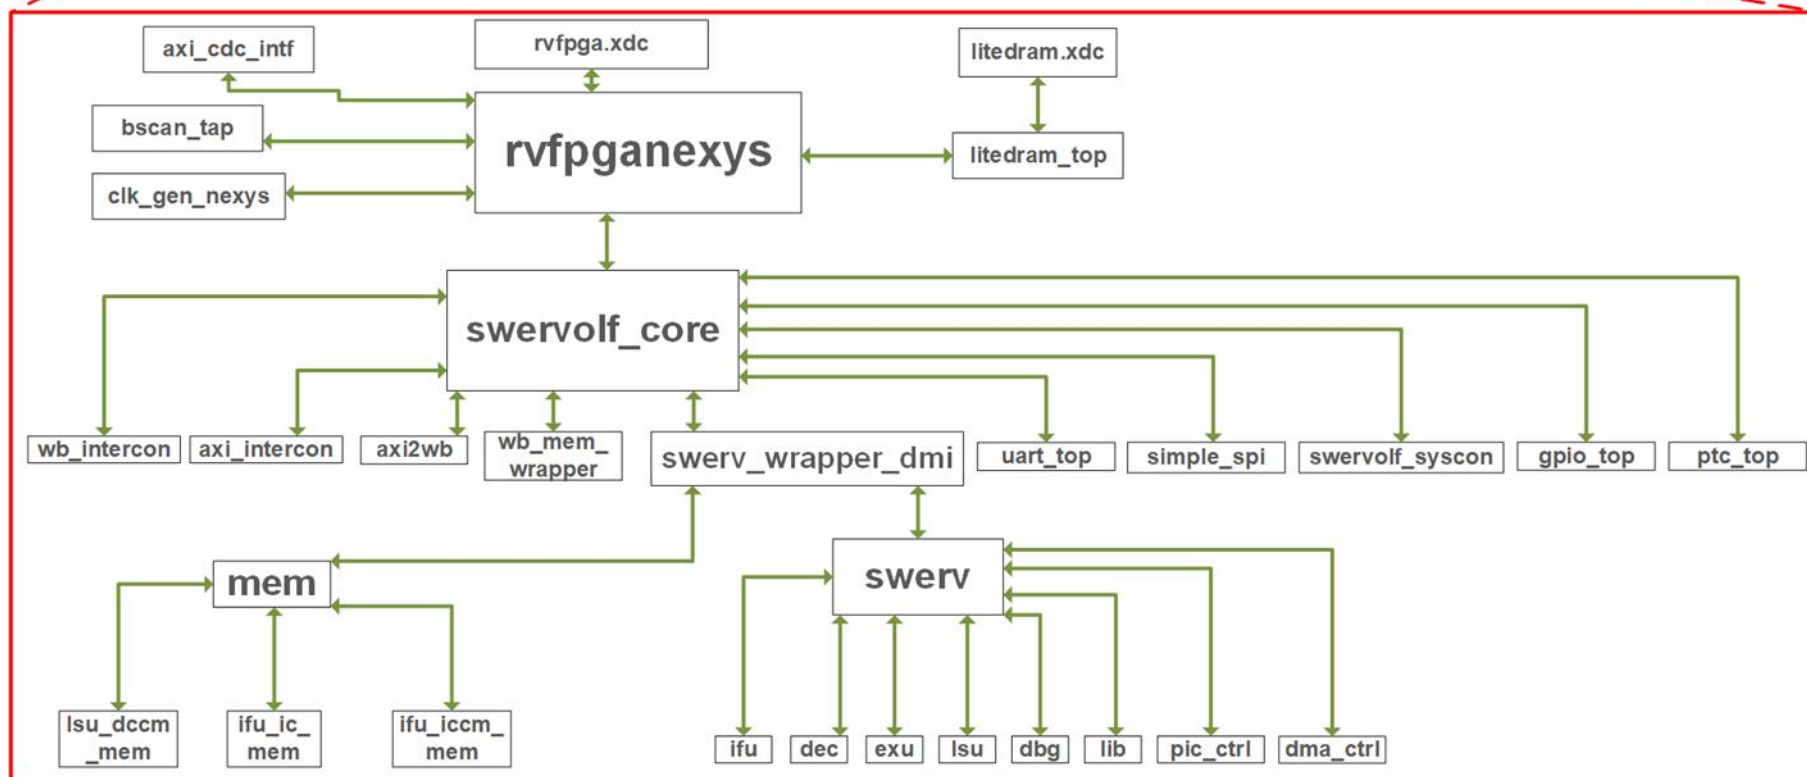 axi_cdc_intf
rvfpga.xdc
litedram.xdc
bscan_tap
rvfpganexys
litedram_top
clk_gen_nexys
swervolf_core
wb_intercon
axi_intercon
axi2wb
wb_mem_
wrapper
swerv_wrapper_dmi
uart_top
simple_spi
swervolf_syscon
gpio_top
ptc_top
mem
swerv
lsu_dccm
_mem
ifu_ic_
mem
ifu_iccm_
mem
ifu
dec
exu
lsu
dbg
lib
pic_ctrl
dma_ctrl